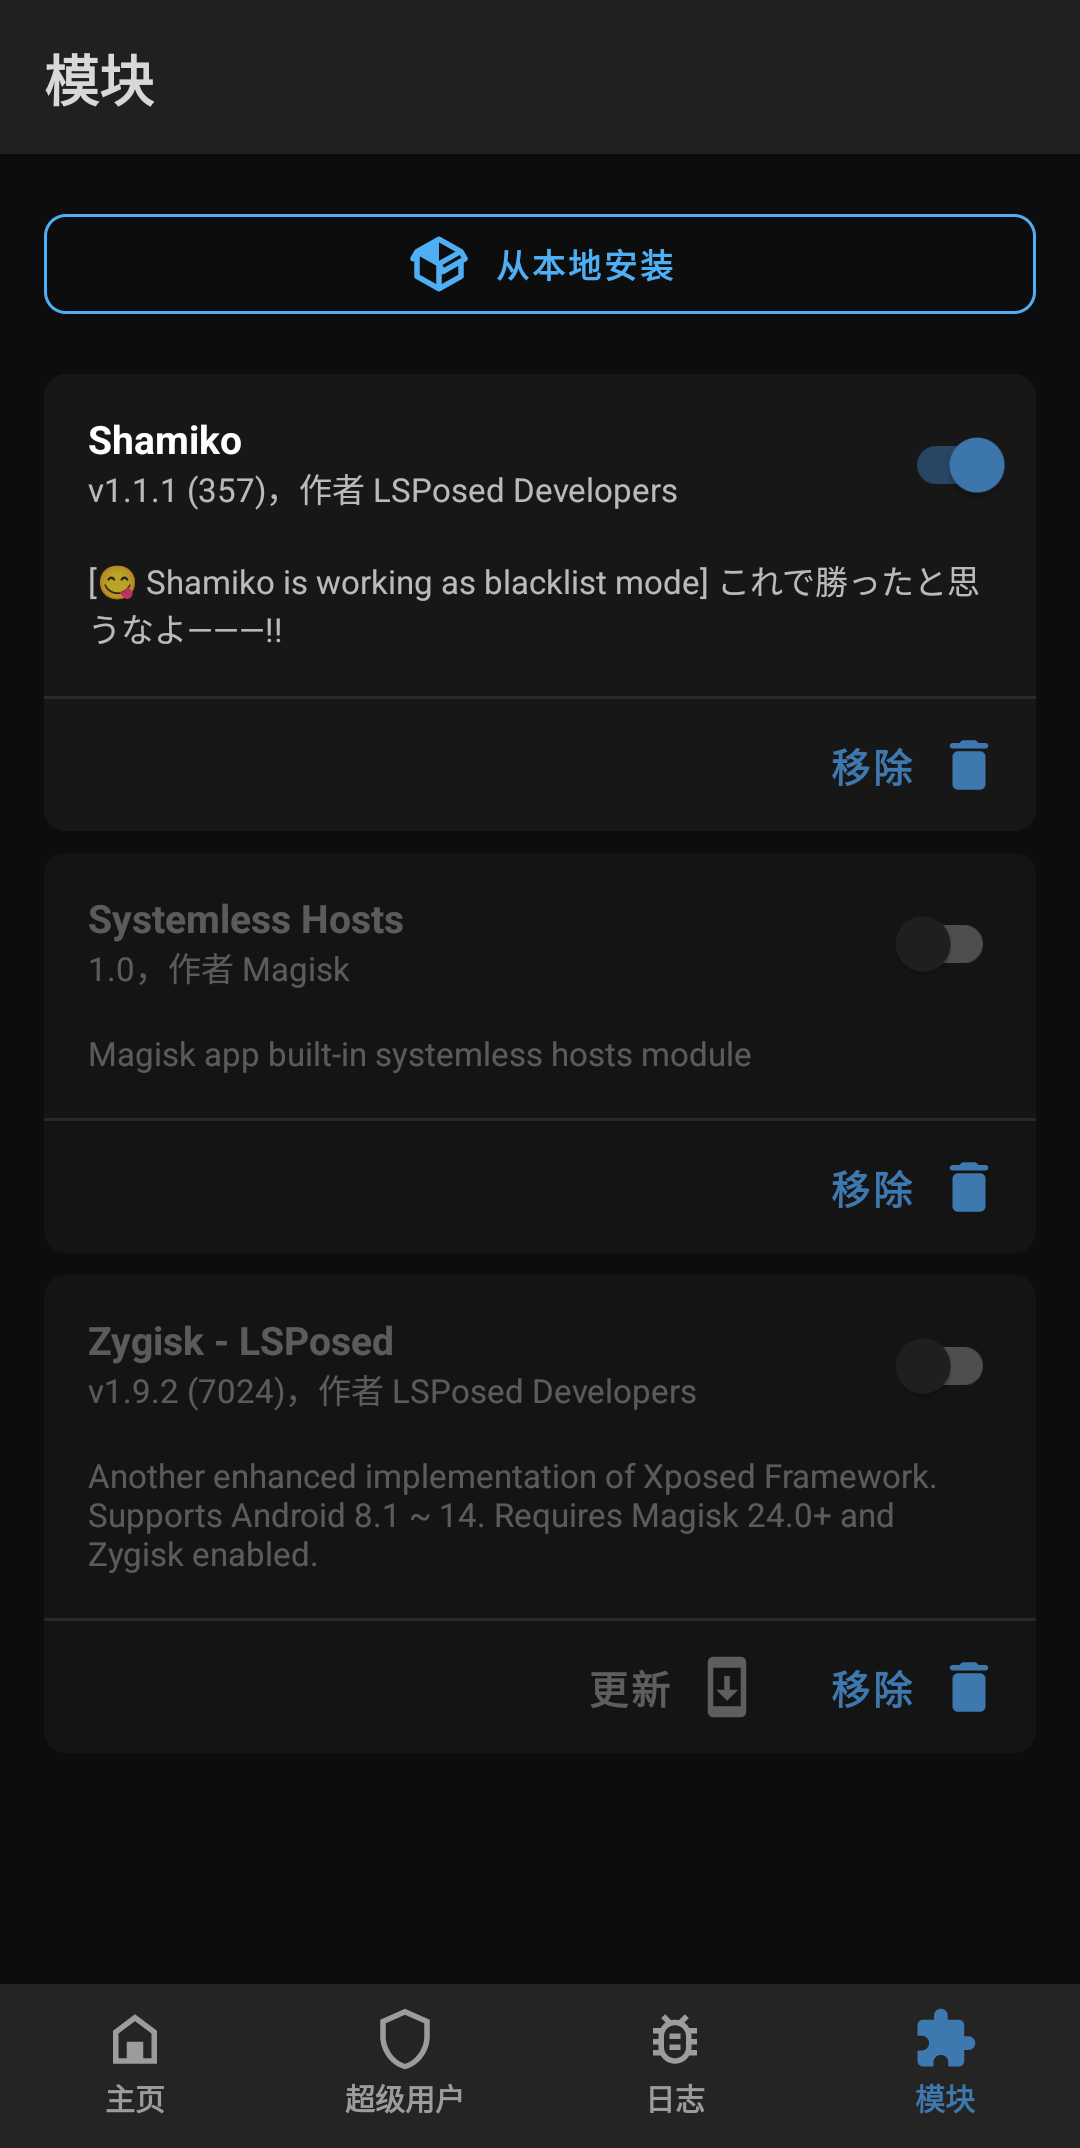 模块
从本地安装
Shamiko
v1.1.1 (357)，作者 LSPosed Developers
[😋 Shamiko is working as blacklist mode] これで勝ったと思
うなよ———!!
移除
Systemless Hosts
1.0，作者 Magisk
Magisk app built-in systemless hosts module
移除
Zygisk - LSPosed
v1.9.2 (7024)，作者 LSPosed Developers
Another enhanced implementation of Xposed Framework.
Supports Android 8.1 ~ 14. Requires Magisk 24.0+ and
Zygisk enabled.
更新 移除
主页 超级用户 日志 模块